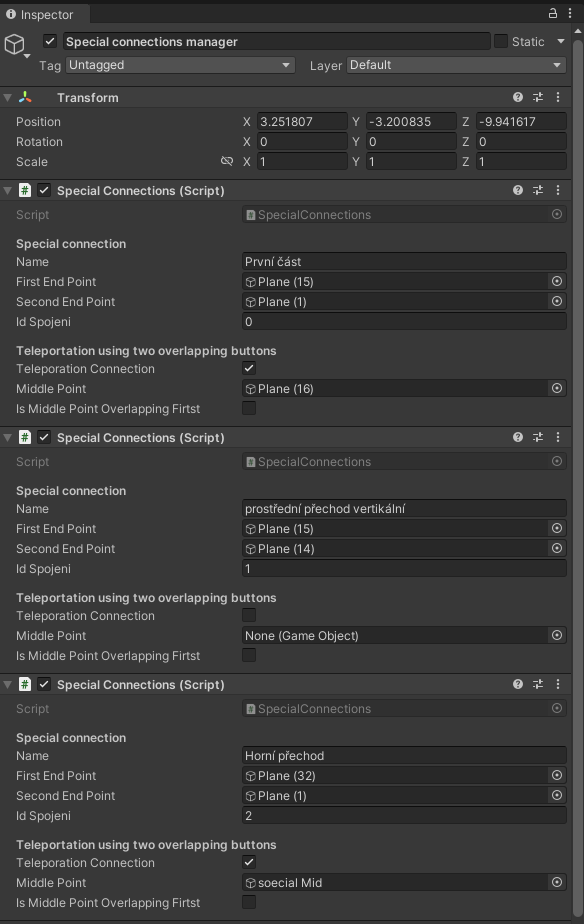 Inspector
Special connections manager Static
Tag Untagged Layer Default
Transform
Position X 3.251807 Y -3.200835 Z -9.941617
Rotation X 0 Y 0 Z 0
Scale X 1 Y 1 Z 1
# Special Connections (Script)
Script # SpecialConnections
Special connection
Name První část
First End Point Plane (15)
Second End Point Plane (1)
Id Spojeni 0
Teleportation using two overlapping buttons
Teleporation Connection
Middle Point Plane (16)
Is Middle Point Overlapping Firtst
# Special Connections (Script)
Script # SpecialConnections
Special connection
Name prostřední přechod vertikální
First End Point Plane (15)
Second End Point Plane (14)
Id Spojeni 1
Teleportation using two overlapping buttons
Teleporation Connection
Middle Point None (Game Object)
Is Middle Point Overlapping Firtst
# Special Connections (Script)
Script # SpecialConnections
Special connection
Name Horní přechod
First End Point Plane (32)
Second End Point Plane (1)
Id Spojeni 2
Teleportation using two overlapping buttons
Teleporation Connection
Middle Point soecial Mid
Is Middle Point Overlapping Firtst